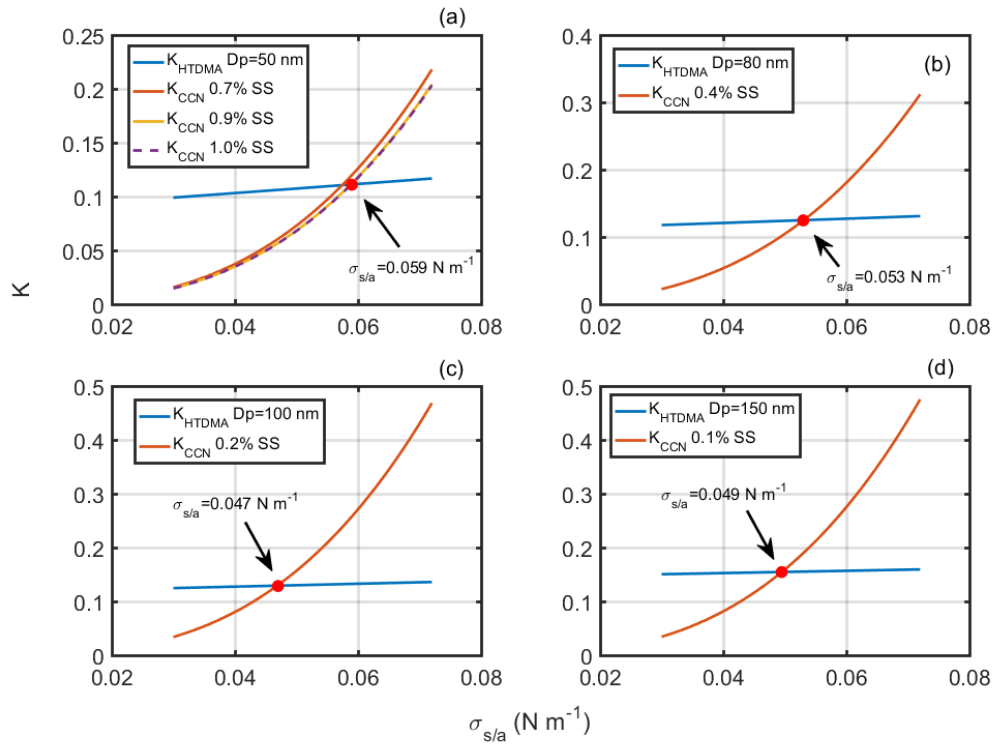 (a)
0.25
0.2
0.15
0.1
0.05
0
K_HTDMA Dp=50 nm
K_CCN 0.7% SS
K_CCN 0.9% SS
K_CCN 1.0% SS
σ_s/a=0.059 N m⁻¹
0.02 0.04 0.06 0.08
(b)
0.4
0.3
0.2
0.1
0
K_HTDMA Dp=80 nm
K_CCN 0.4% SS
σ_s/a=0.053 N m⁻¹
0.02 0.04 0.06 0.08
K
(c)
0.5
0.4
0.3
0.2
0.1
0
K_HTDMA Dp=100 nm
K_CCN 0.2% SS
σ_s/a=0.047 N m⁻¹
0.02 0.04 0.06 0.08
(d)
0.5
0.4
0.3
0.2
0.1
0
K_HTDMA Dp=150 nm
K_CCN 0.1% SS
σ_s/a=0.049 N m⁻¹
0.02 0.04 0.06 0.08
σ_s/a (N m⁻¹)